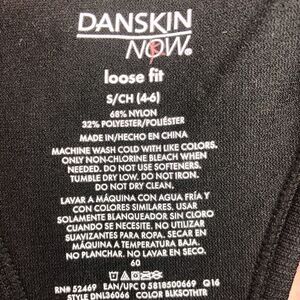 DANSKIN
NOW®
loose fit
S/CH (4-6)
68% NYLON
32% POLYESTER/POLIÉSTER
MADE IN/HECHO EN CHINA
MACHINE WASH COLD WITH LIKE COLORS.
ONLY NON-CHLORINE BLEACH WHEN
NEEDED. DO NOT USE SOFTENERS.
TUMBLE DRY LOW. DO NOT IRON.
DO NOT DRY CLEAN.
LAVAR A MÁQUINA CON AGUA FRÍA Y
CON COLORES SIMILARES. USAR
SOLAMENTE BLANQUEADOR SIN CLORO
CUANDO SE NECESITE. NO UTILIZAR
SUAVIZANTES PARA ROPA. SECAR EN
MÁQUINA A TEMPERATURA BAJA.
NO PLANCHAR. NO LAVAR EN SECO.
60
RN# 52469 EAN/UPC 0 5818500669 Q16
STYLE DNL36066 COLOR BLKSOTHTR